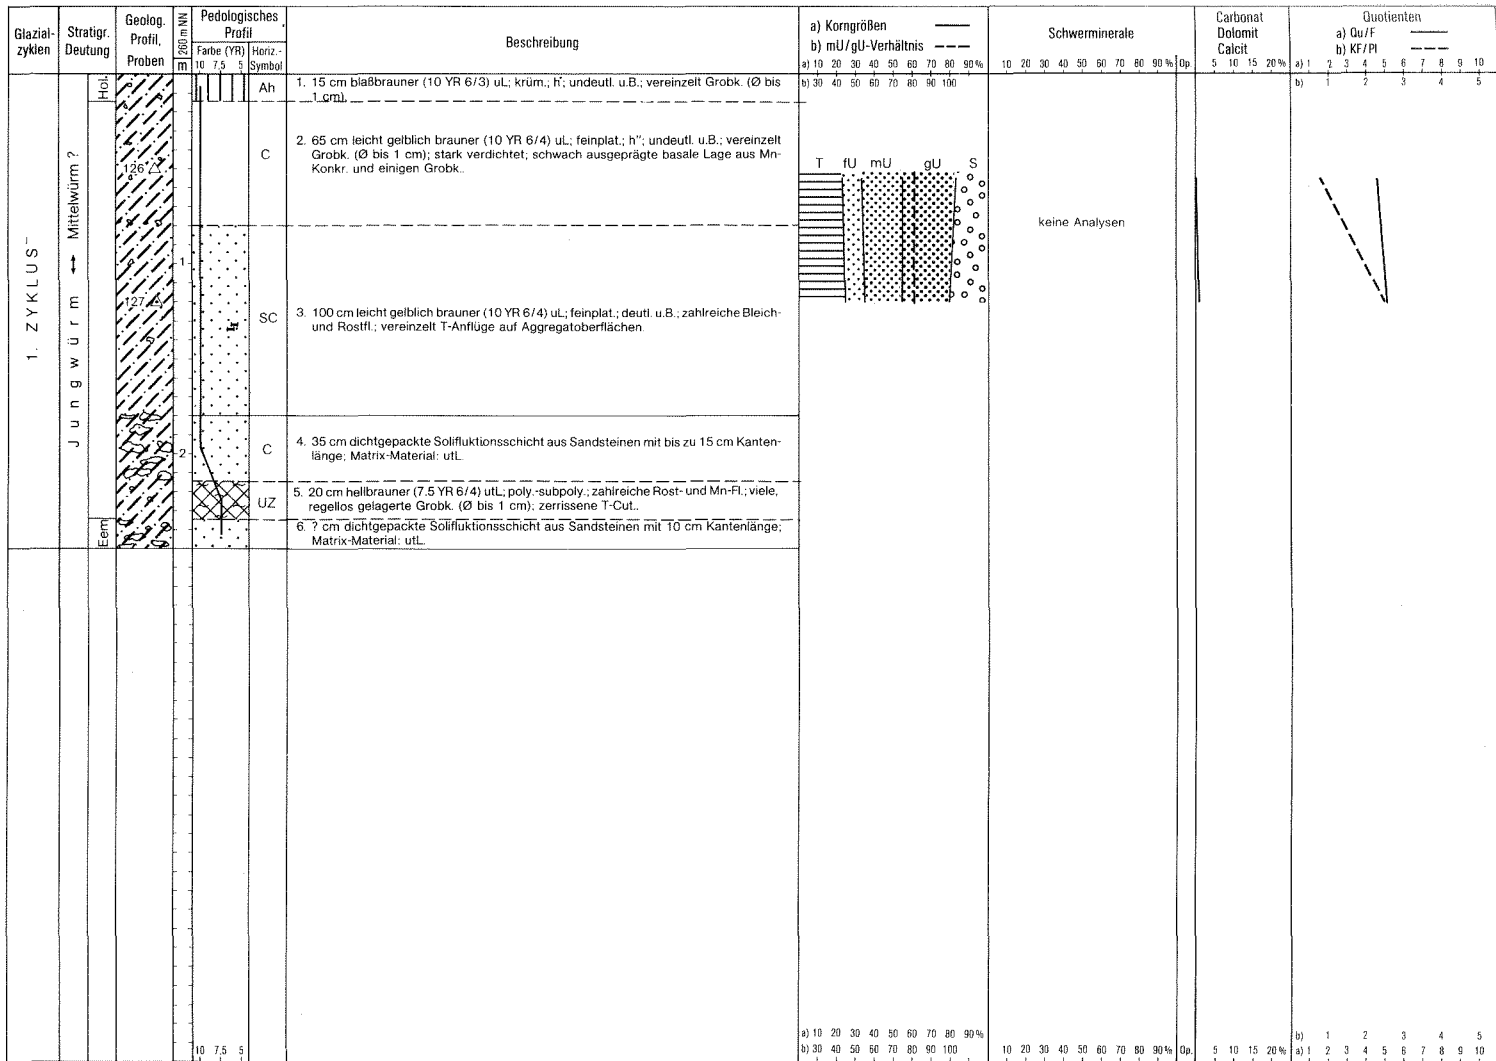 Glazial-
zyklen
Stratigr.
Deutung
Geolog.
Profil,
Proben
260 m NN
m
Pedologisches
Profil
Farbe (YR)
10 7,5 5
Horiz.-
Symbol
Beschreibung
a) Korngrößen
b) mU/gU-Verhältnis
a) 10 20 30 40 50 60 70 80 90 %
b) 30 40 50 60 70 80 90 100
Schwerminerale
10 20 30 40 50 60 70 80 90 % Op.
Carbonat
Dolomit
Calcit
5 10 15 20 %
Quotienten
a) Qu/F
b) KF/Pl
a) 1 2 3 4 5 6 7 8 9 10
b) 1 2 3 4 5
1. ZYKLUS
Hol.
Jungwürm ↔ Mittelwürm ?
Eem
126
127
1
2
Ah
C
SC
C
UZ
1. 15 cm blaßbrauner (10 YR 6/3) uL; krüm.; h'; undeutl. u.B.; vereinzelt Grobk. (Ø bis
1 cm).
2. 65 cm leicht gelblich brauner (10 YR 6/4) uL; feinplat.; h''; undeutl. u.B.; vereinzelt
Grobk. (Ø bis 1 cm); stark verdichtet; schwach ausgeprägte basale Lage aus Mn-
Konkr. und einigen Grobk..
3. 100 cm leicht gelblich brauner (10 YR 6/4) uL; feinplat.; deutl. u.B.; zahlreiche Bleich-
und Rostfl.; vereinzelt T-Anflüge auf Aggregatoberflächen.
4. 35 cm dichtgepackte Solifluktionsschicht aus Sandsteinen mit bis zu 15 cm Kanten-
länge; Matrix-Material: utL.
5. 20 cm hellbrauner (7.5 YR 6/4) utL; poly.-subpoly.; zahlreiche Rost- und Mn-Fl.; viele,
regellos gelagerte Grobk. (Ø bis 1 cm); zerrissene T-Cut..
6. ? cm dichtgepackte Solifluktionsschicht aus Sandsteinen mit 10 cm Kantenlänge;
Matrix-Material: utL.
T fU mU gU S
keine Analysen
10 7,5 5
a) 10 20 30 40 50 60 70 80 90 %
b) 30 40 50 60 70 80 90 100
10 20 30 40 50 60 70 80 90 % Op.
5 10 15 20 %
b) 1 2 3 4 5
a) 1 2 3 4 5 6 7 8 9 10